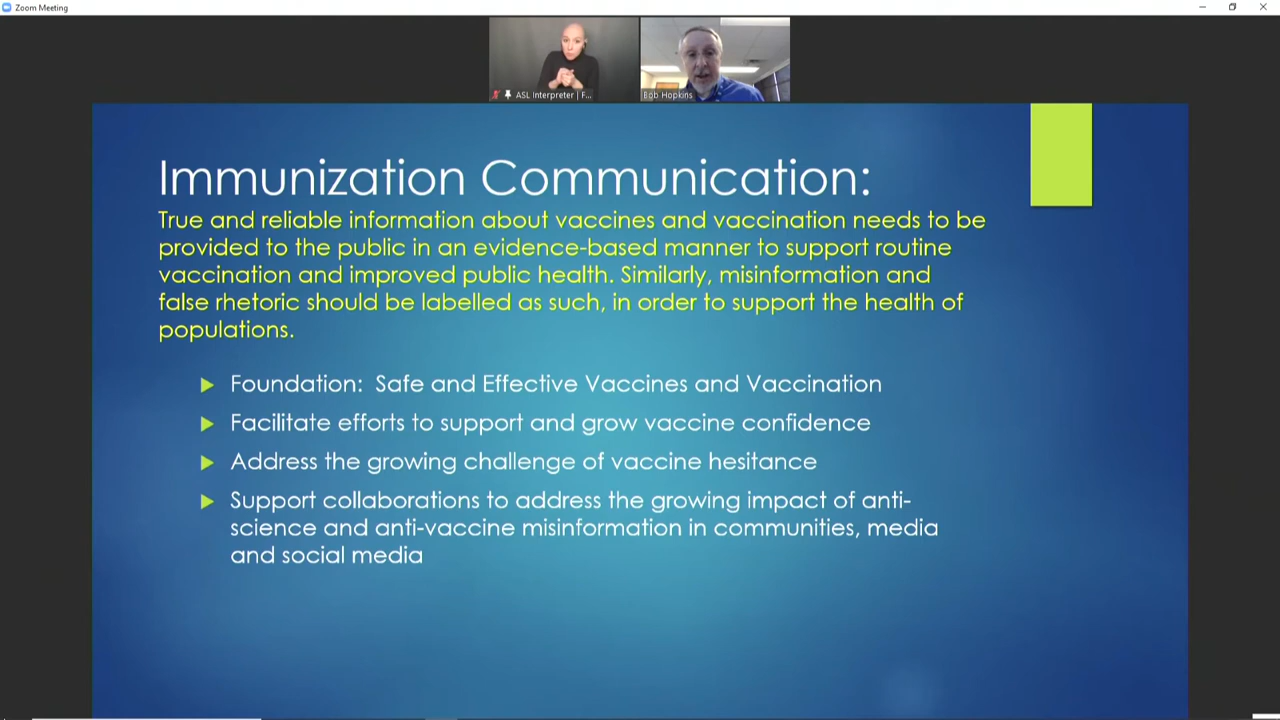 Zoom Meeting
ASL Interpreter | F...
Bob Hopkins
Immunization Communication:
True and reliable information about vaccines and vaccination needs to be
provided to the public in an evidence-based manner to support routine
vaccination and improved public health. Similarly, misinformation and
false rhetoric should be labelled as such, in order to support the health of
populations.
Foundation:  Safe and Effective Vaccines and Vaccination
Facilitate efforts to support and grow vaccine confidence
Address the growing challenge of vaccine hesitance
Support collaborations to address the growing impact of anti-
science and anti-vaccine misinformation in communities, media
and social media